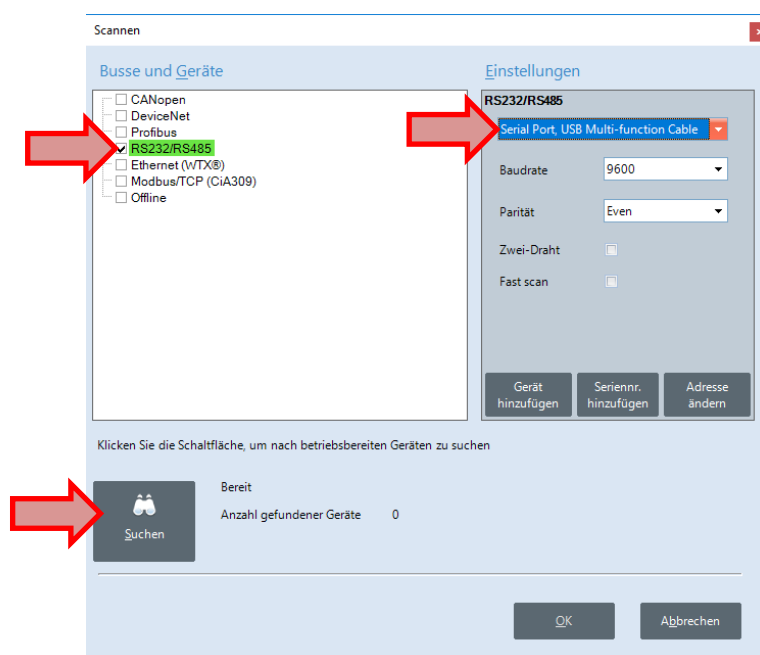 Scannen
Busse und Geräte
CANopen
DeviceNet
Profibus
RS232/RS485
Ethernet (WTX®)
Modbus/TCP (CiA309)
Offline
Einstellungen
RS232/RS485
Serial Port, USB Multi-function Cable
Baudrate 9600
Parität Even
Zwei-Draht
Fast scan
Gerät hinzufügen
Seriennr. hinzufügen
Adresse ändern
Klicken Sie die Schaltfläche, um nach betriebsbereiten Geräten zu suchen
Suchen
Bereit
Anzahl gefundener Geräte 0
OK
Abbrechen